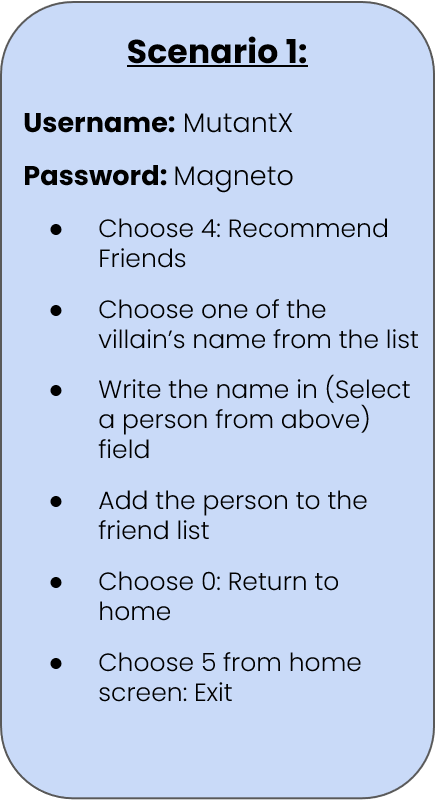 Scenario 1:
Username: MutantX
Password: Magneto
● Choose 4: Recommend
Friends
● Choose one of the
villain’s name from the list
● Write the name in (Select
a person from above)
field
● Add the person to the
friend list
● Choose 0: Return to
home
● Choose 5 from home
screen: Exit